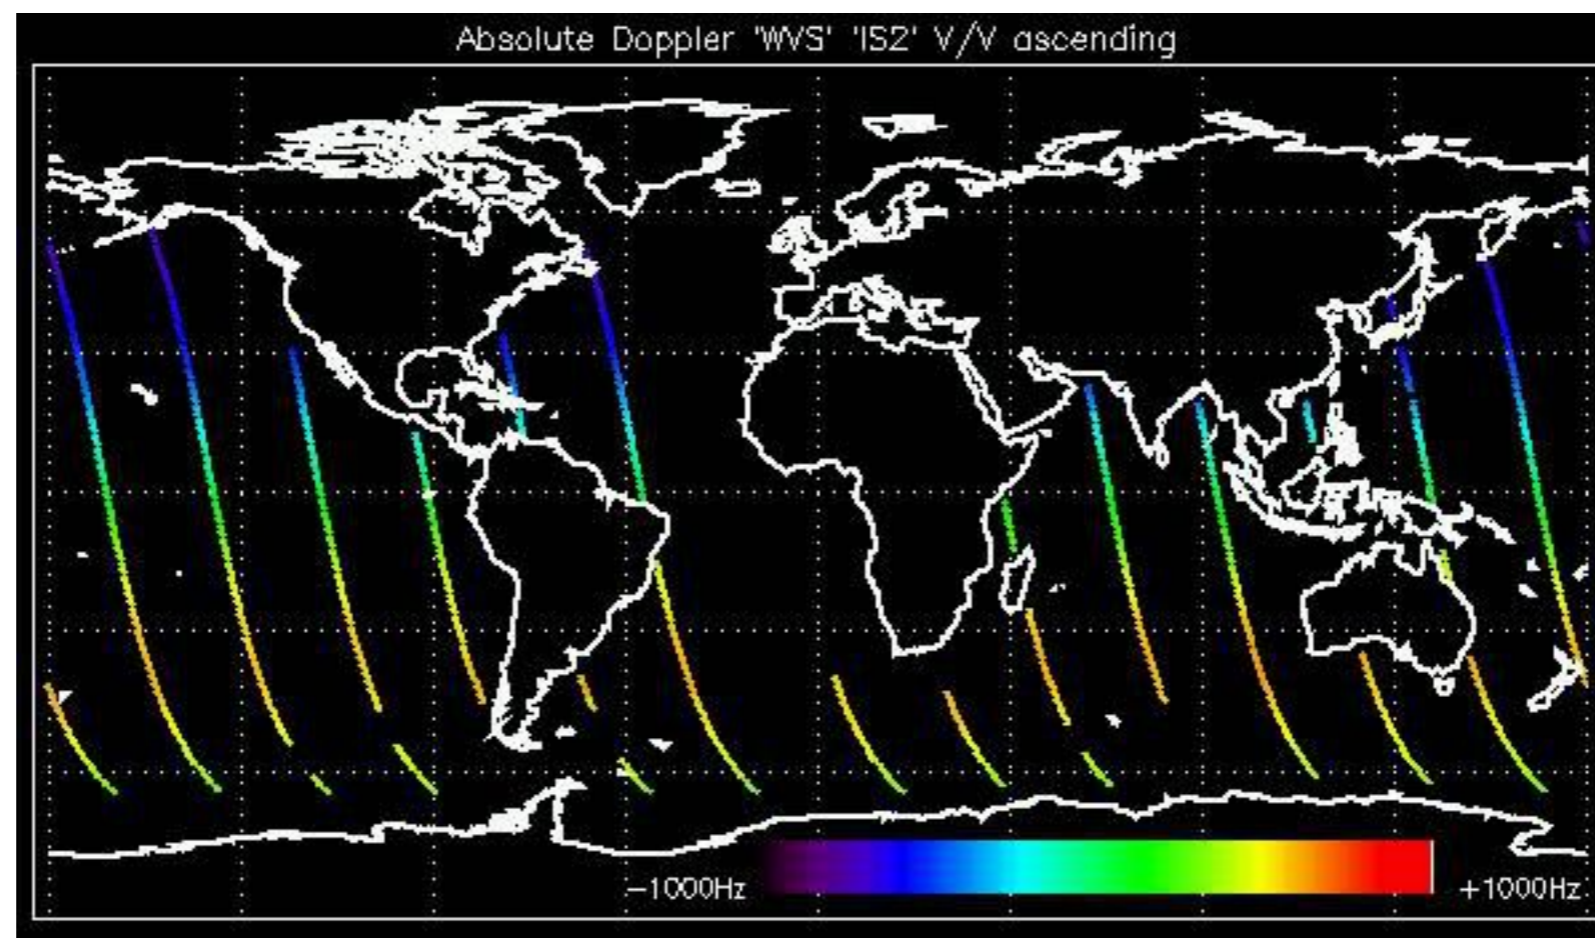 Absolute Doppler 'WVS' 'IS2' V/V ascending
−1000Hz +1000Hz